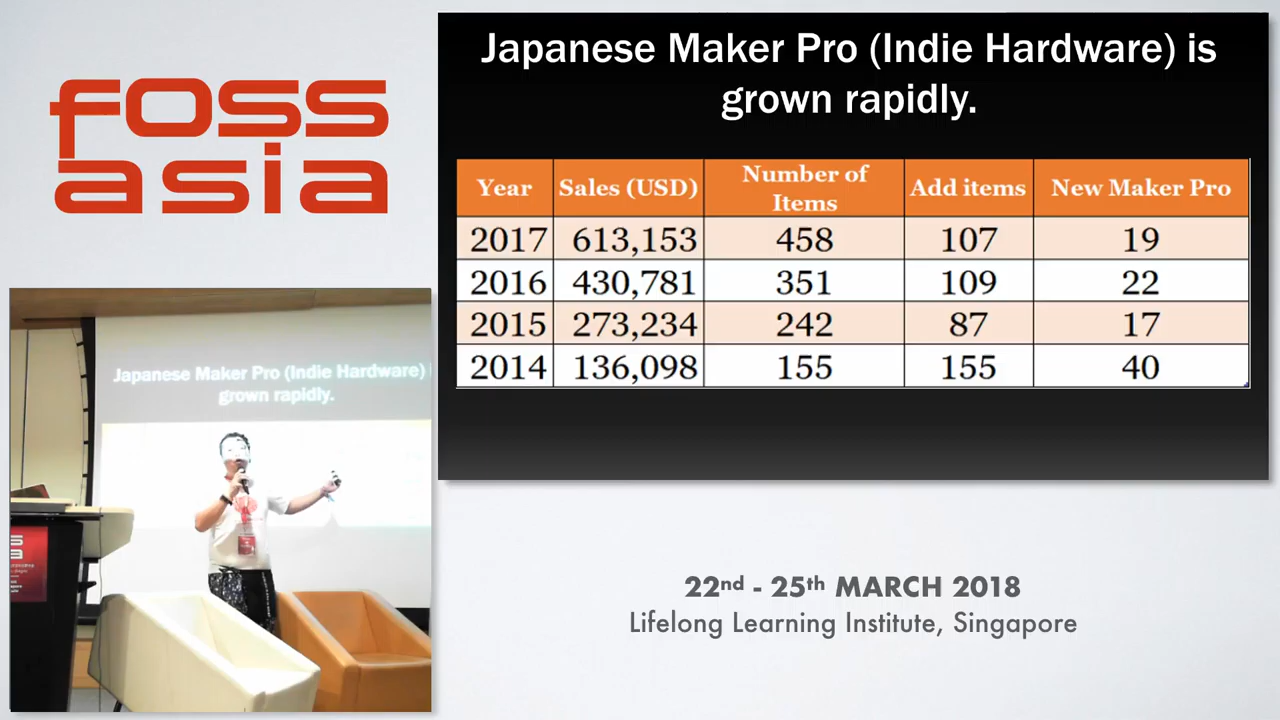 foss
asia
Japanese Maker Pro (Indie Hardware) is
grown rapidly.
Year Sales (USD) Number of Items Add items New Maker Pro
2017 613,153 458 107 19
2016 430,781 351 109 22
2015 273,234 242 87 17
2014 136,098 155 155 40
Japanese Maker Pro (Indie Hardware)
grown rapidly.
22nd - 25th MARCH 2018
Lifelong Learning Institute, Singapore